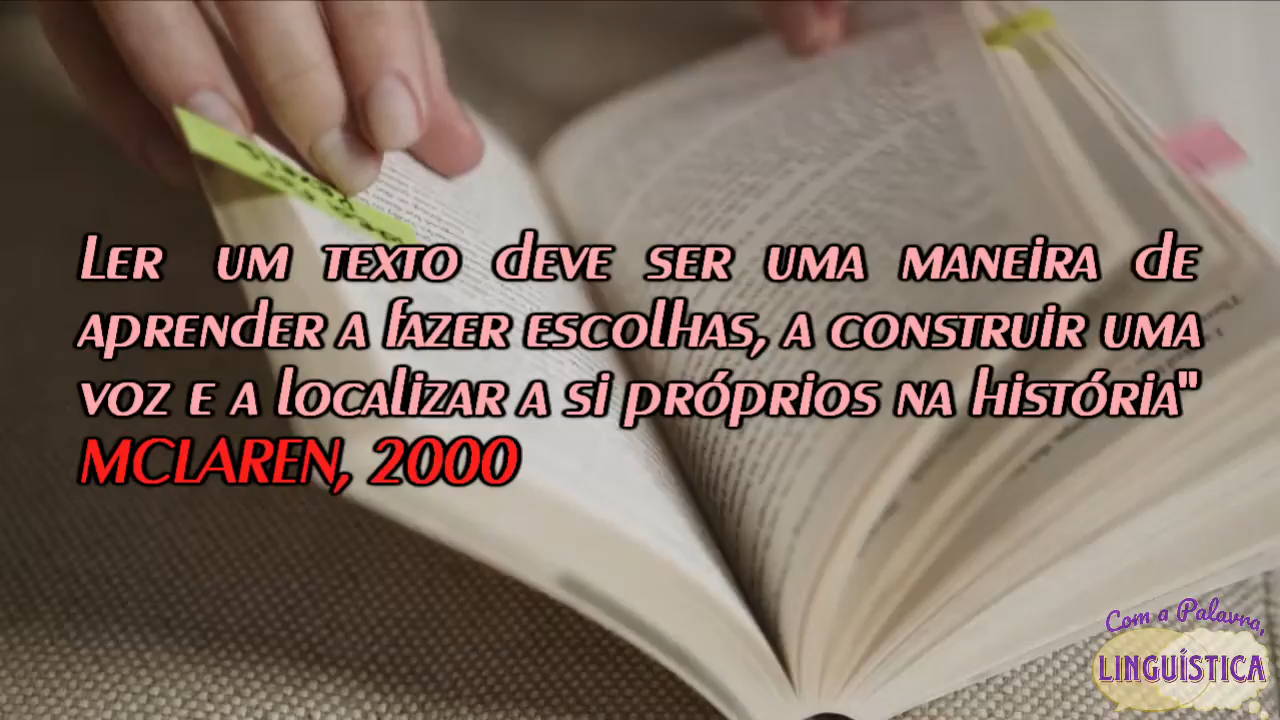 Ler um texto deve ser uma maneira de
aprender a fazer escolhas, a construir uma
voz e a localizar a si próprios na história"
MCLAREN, 2000
Com a Palavra,
LINGUÍSTICA